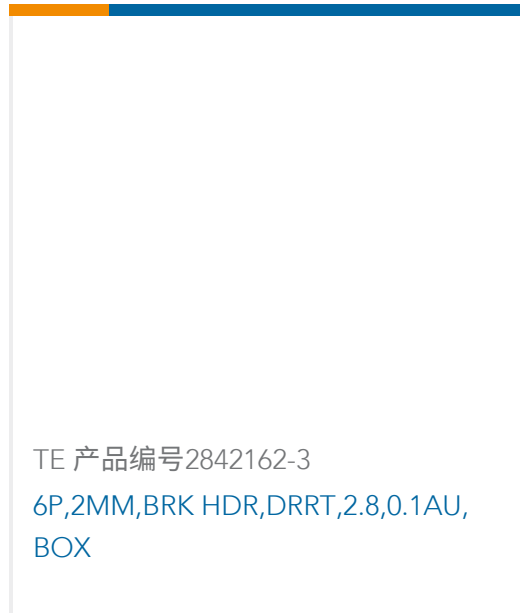 TE 产品编号2842162-3
6P,2MM,BRK HDR,DRRT,2.8,0.1AU,
BOX